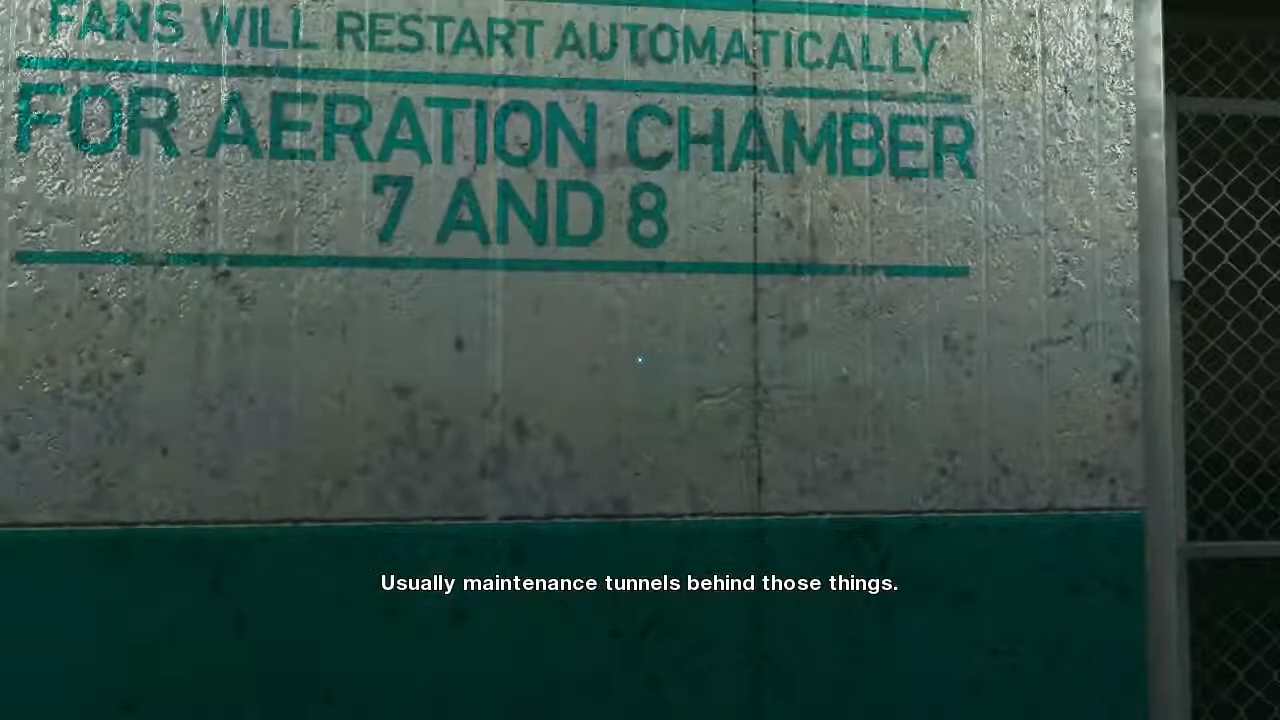 FANS WILL RESTART AUTOMATICALLY
FOR AERATION CHAMBER
7 AND 8
Usually maintenance tunnels behind those things.